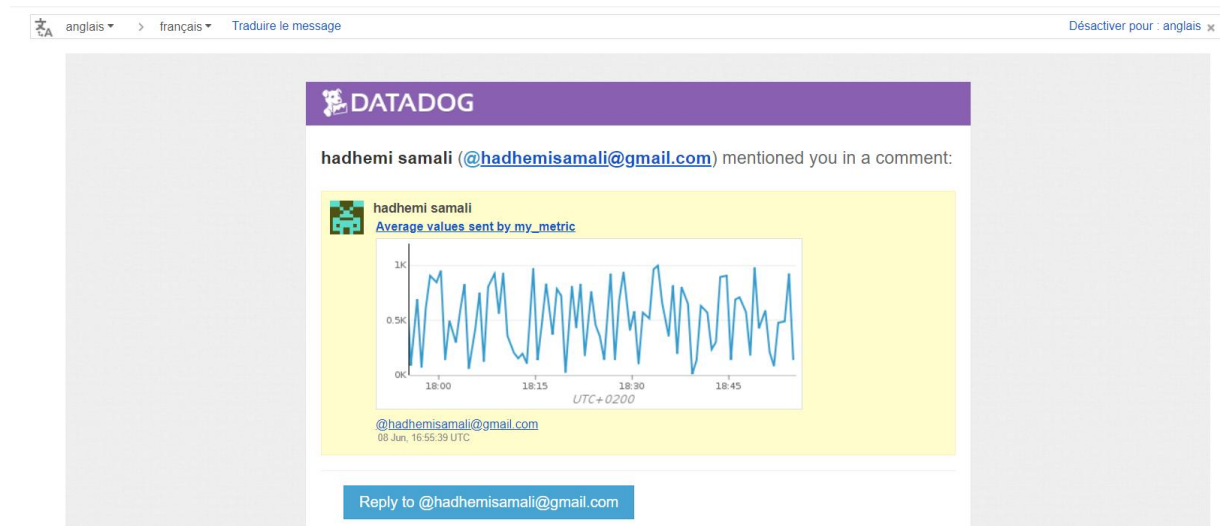 anglais > français Traduire le message Désactiver pour : anglais ×
DATADOG
hadhemi samali (@hadhemisamali@gmail.com) mentioned you in a comment:
hadhemi samali
Average values sent by my_metric
1K
0.5K
0K
18:00 18:15 18:30 18:45
UTC+0200
@hadhemisamali@gmail.com
08 Jun, 16:55:39 UTC
Reply to @hadhemisamali@gmail.com